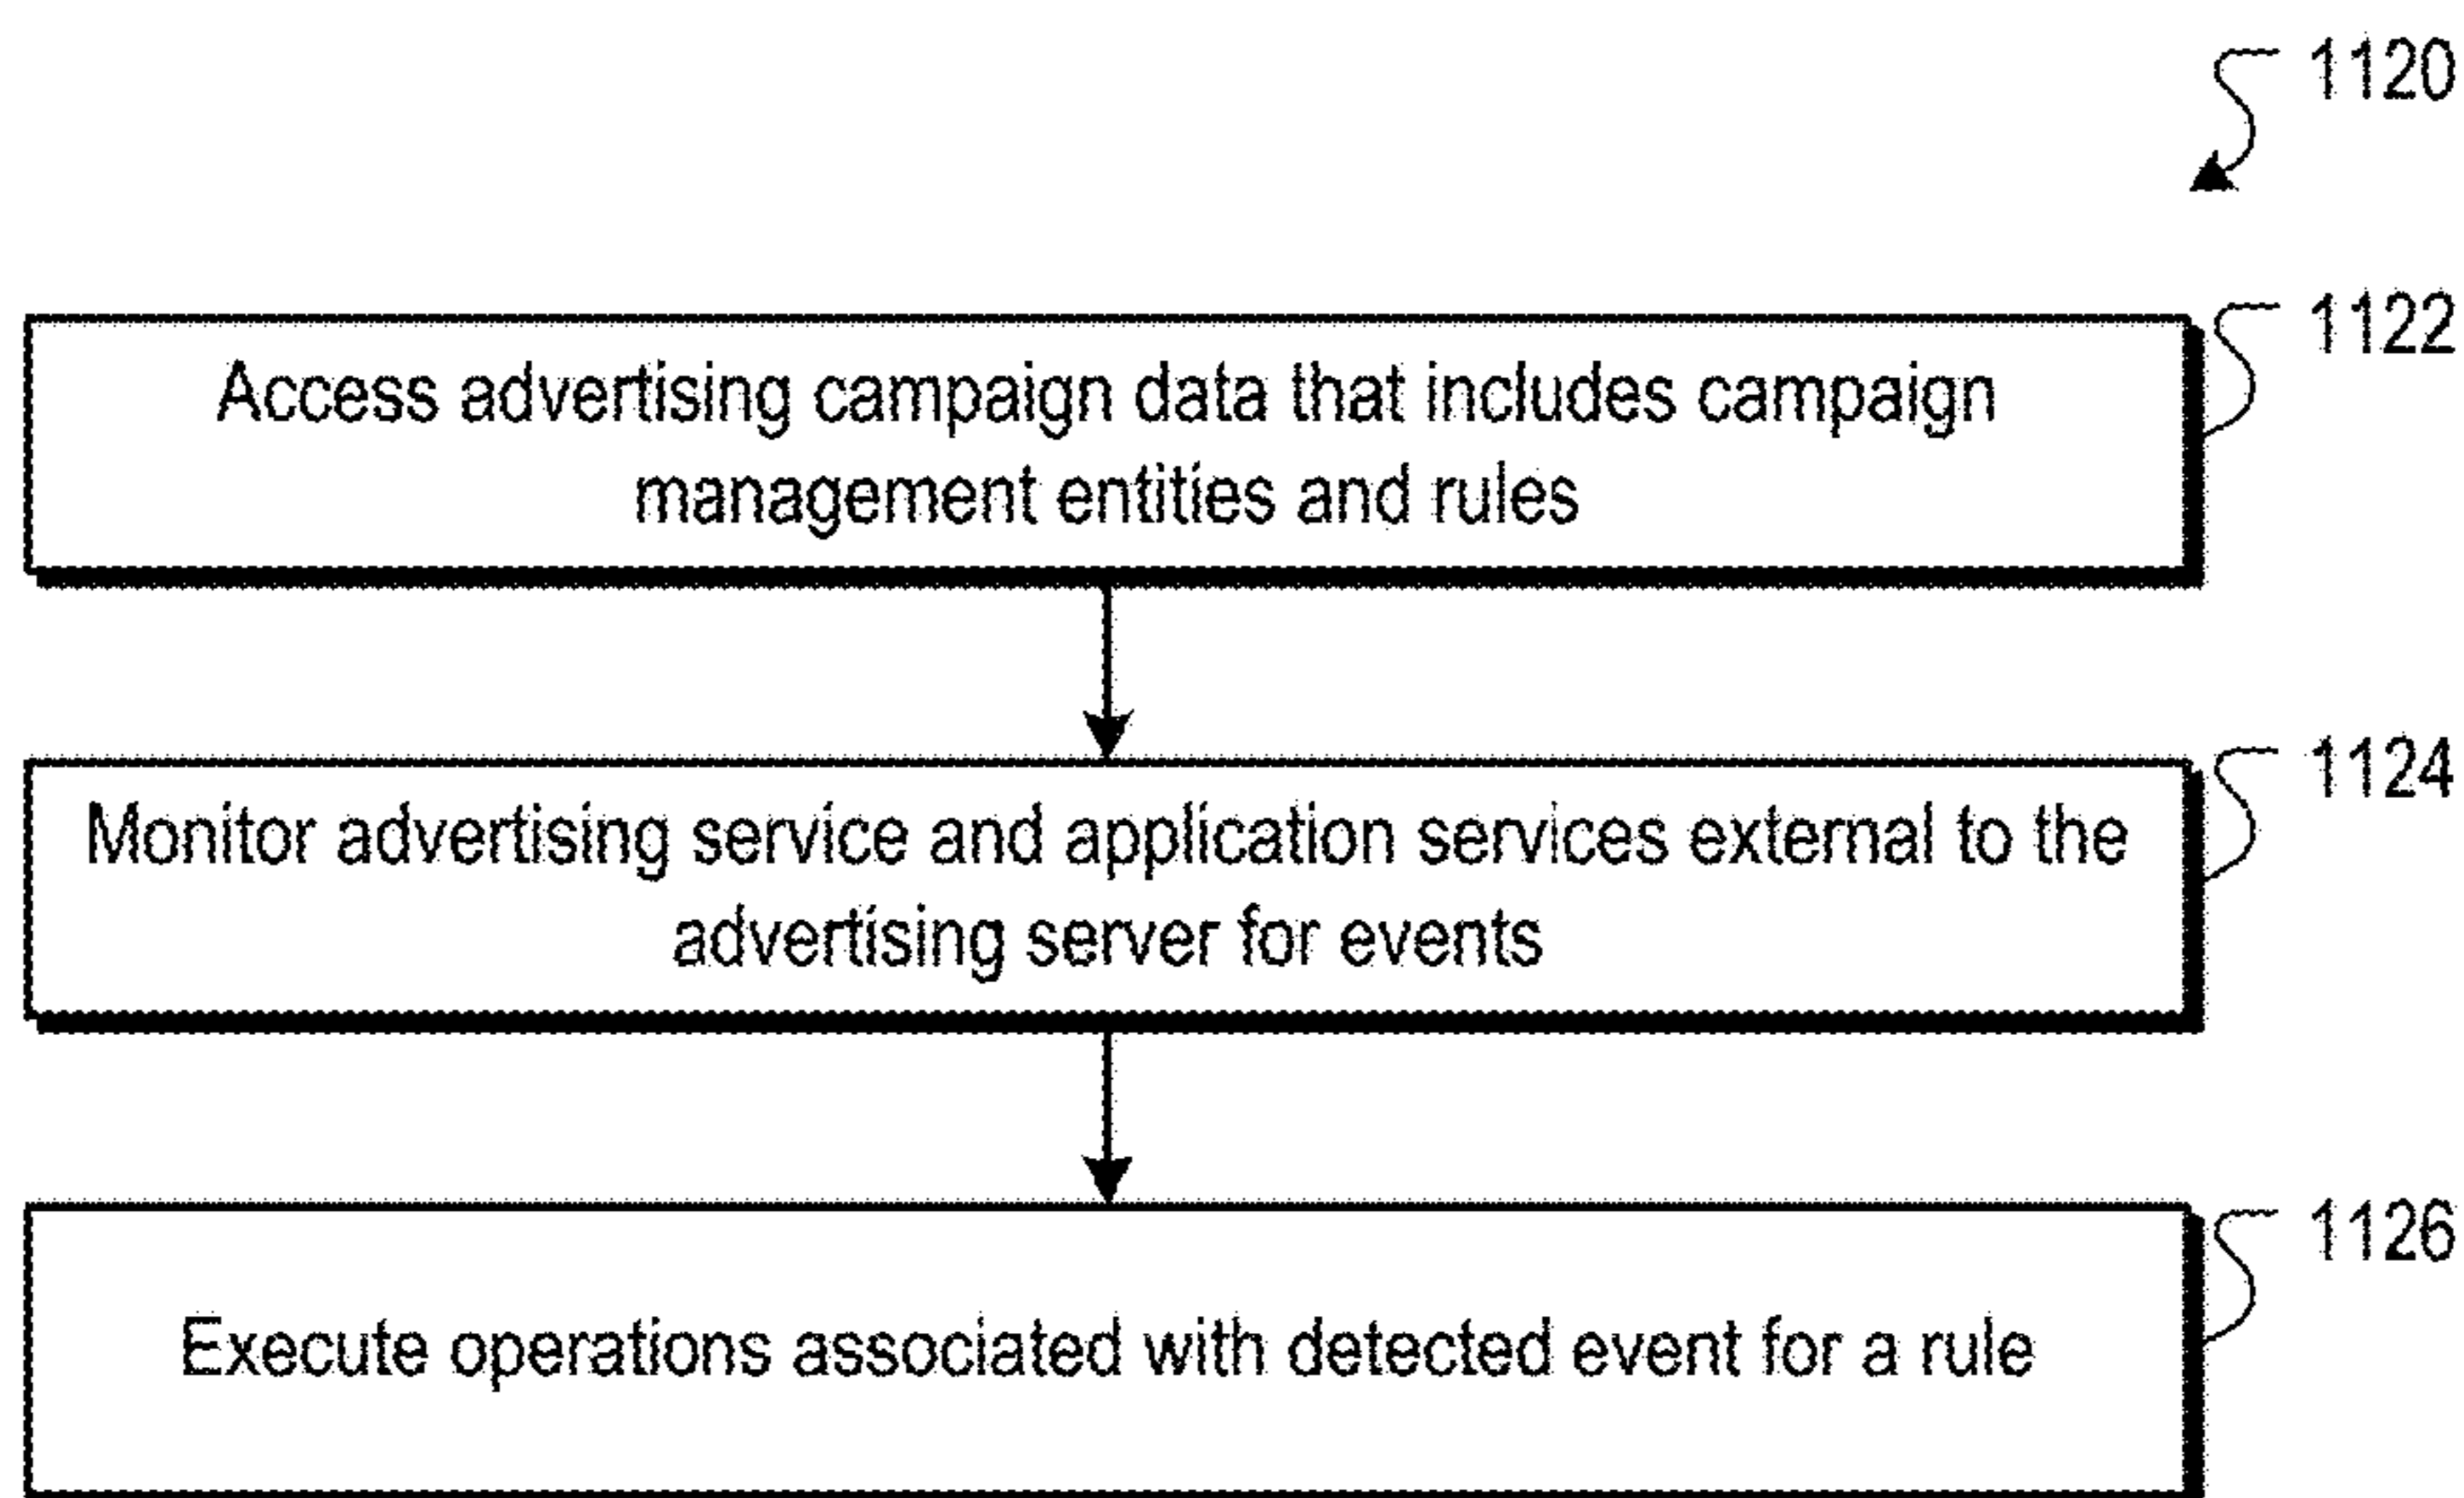 1120
1122
Access advertising campaign data that includes campaign
management entities and rules
1124
Monitor advertising service and application services external to the
advertising server for events
1126
Execute operations associated with detected event for a rule